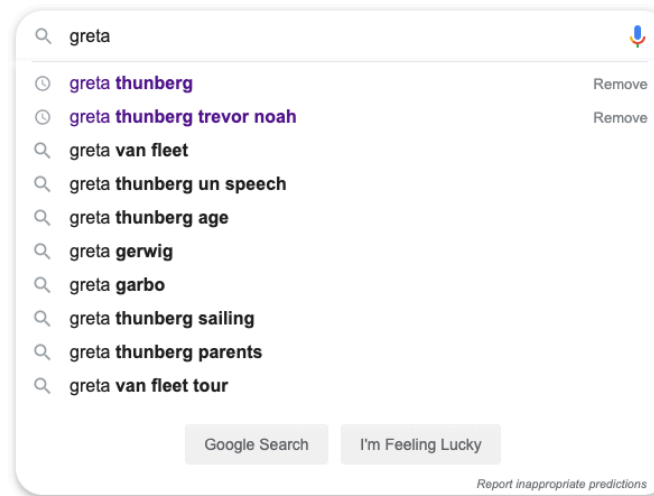 greta
greta thunberg Remove
greta thunberg trevor noah Remove
greta van fleet
greta thunberg un speech
greta thunberg age
greta gerwig
greta garbo
greta thunberg sailing
greta thunberg parents
greta van fleet tour
Google Search I'm Feeling Lucky
Report inappropriate predictions